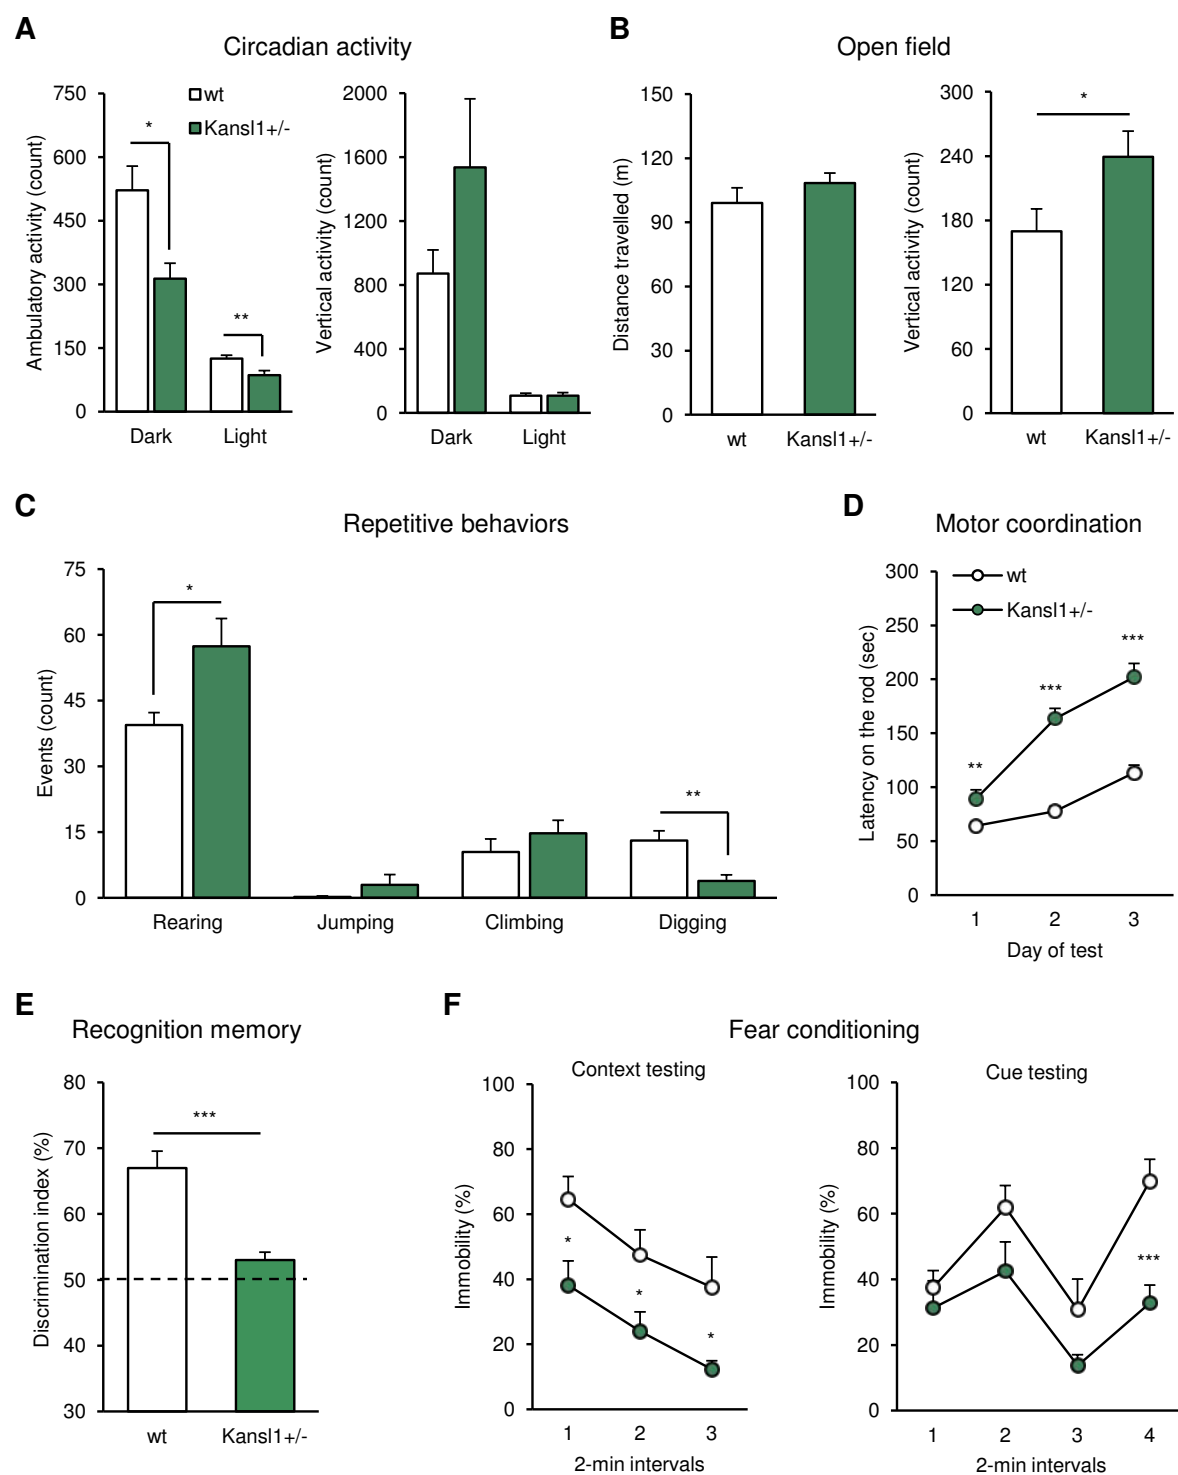 A
Circadian activity
750
600
450
300
150
0
Ambulatory activity (count)
*
**
Dark
Light
wt
Kansl1+/-
2000
1600
1200
800
400
0
Vertical activity (count)
Dark
Light
B
Open field
150
120
90
60
30
0
Distance travelled (m)
wt
Kansl1+/-
300
240
180
120
60
0
Vertical activity (count)
*
wt
Kansl1+/-
C
Repetitive behaviors
75
60
45
30
15
0
Events (count)
*
**
Rearing
Jumping
Climbing
Digging
D
Motor coordination
300
250
200
150
100
50
0
Latency on the rod (sec)
wt
Kansl1+/-
**
***
***
1
2
3
Day of test
E
Recognition memory
80
70
60
50
40
30
Discrimination index (%)
***
wt
Kansl1+/-
F
Fear conditioning
Context testing
100
80
60
40
20
0
Immobility (%)
*
*
*
1
2
3
2-min intervals
Cue testing
100
80
60
40
20
0
Immobility (%)
***
1
2
3
4
2-min intervals